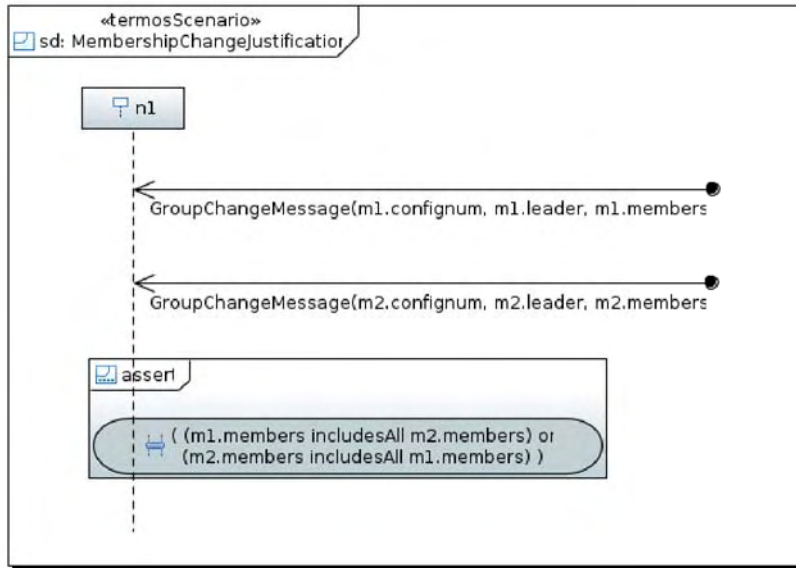 «termosScenario»
sd: MembershipChangeJustification
n1
GroupChangeMessage(m1.confignum, m1.leader, m1.members
GroupChangeMessage(m2.confignum, m2.leader, m2.members
assert
( (m1.members includesAll m2.members) or
(m2.members includesAll m1.members) )